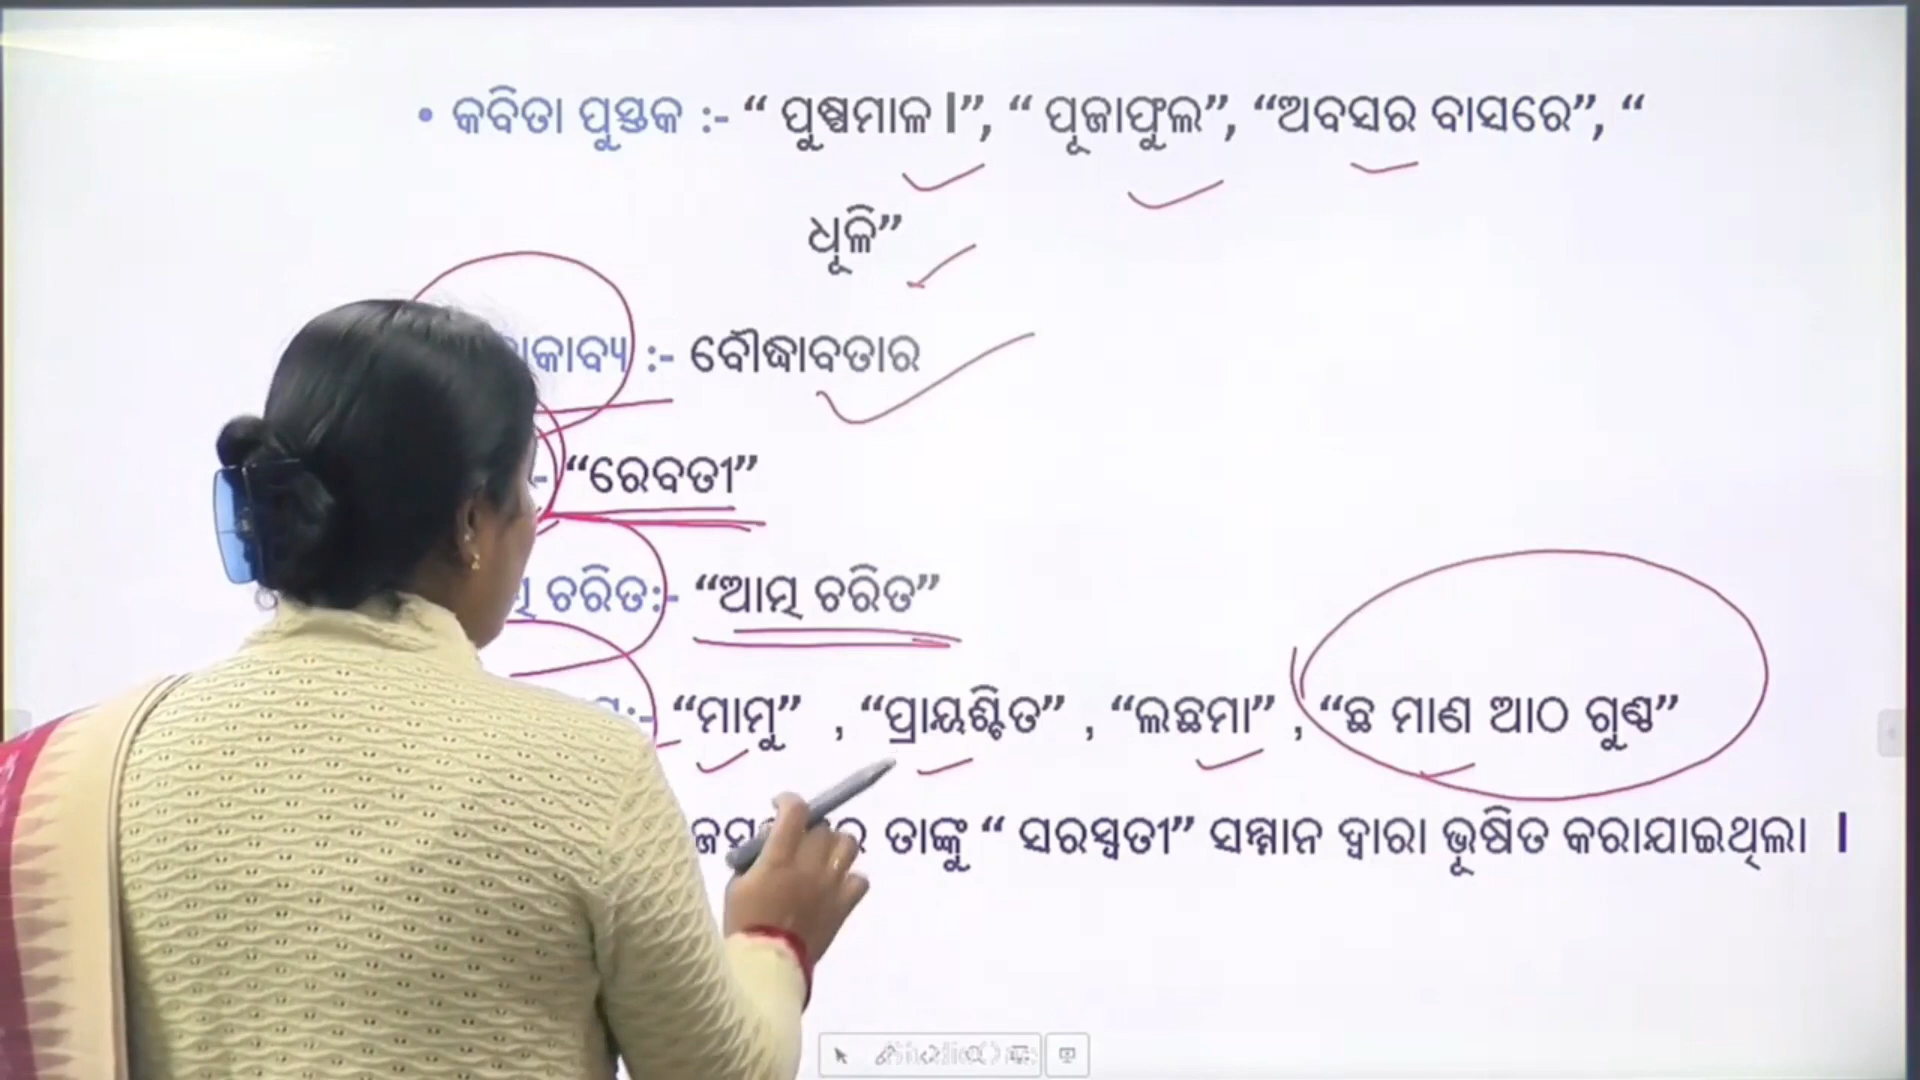 • କବିତା ପୁସ୍ତକ :- “ ପୁଷ୍ପମାଳ ା”, “ ପୂଜାଫୁଲ”, “ଅବସର ବାସରେ”, “
ଧୂଳି”
:- ବୌଦ୍ଧାବତାର
“ରେବତୀ”
ଚରିତ:- “ଆତ୍ମ ଚରିତ”
“ମାମୁ” , “ପ୍ରାୟଶ୍ଚିତ” , “ଲଛମା” , “ଛ ମାଣ ଆଠ ଗୁଣ୍ଠ”
ତାଙ୍କୁ “ ସରସ୍ୱତୀ” ସମ୍ମାନ ଦ୍ୱାରା ଭୂଷିତ କରାଯାଇଥିଲା ।